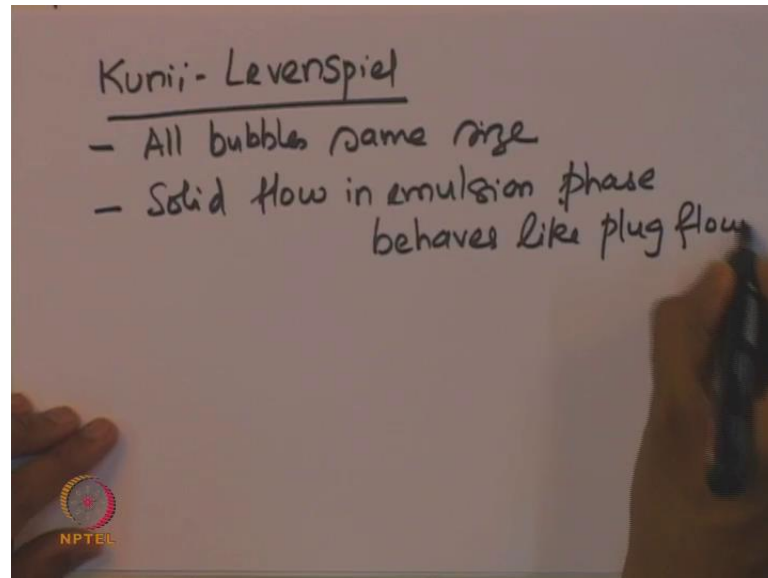 Kunii - Levenspiel
- All bubbles same size
- Solid flow in emulsion phase
behaves like plug flow
NPTEL